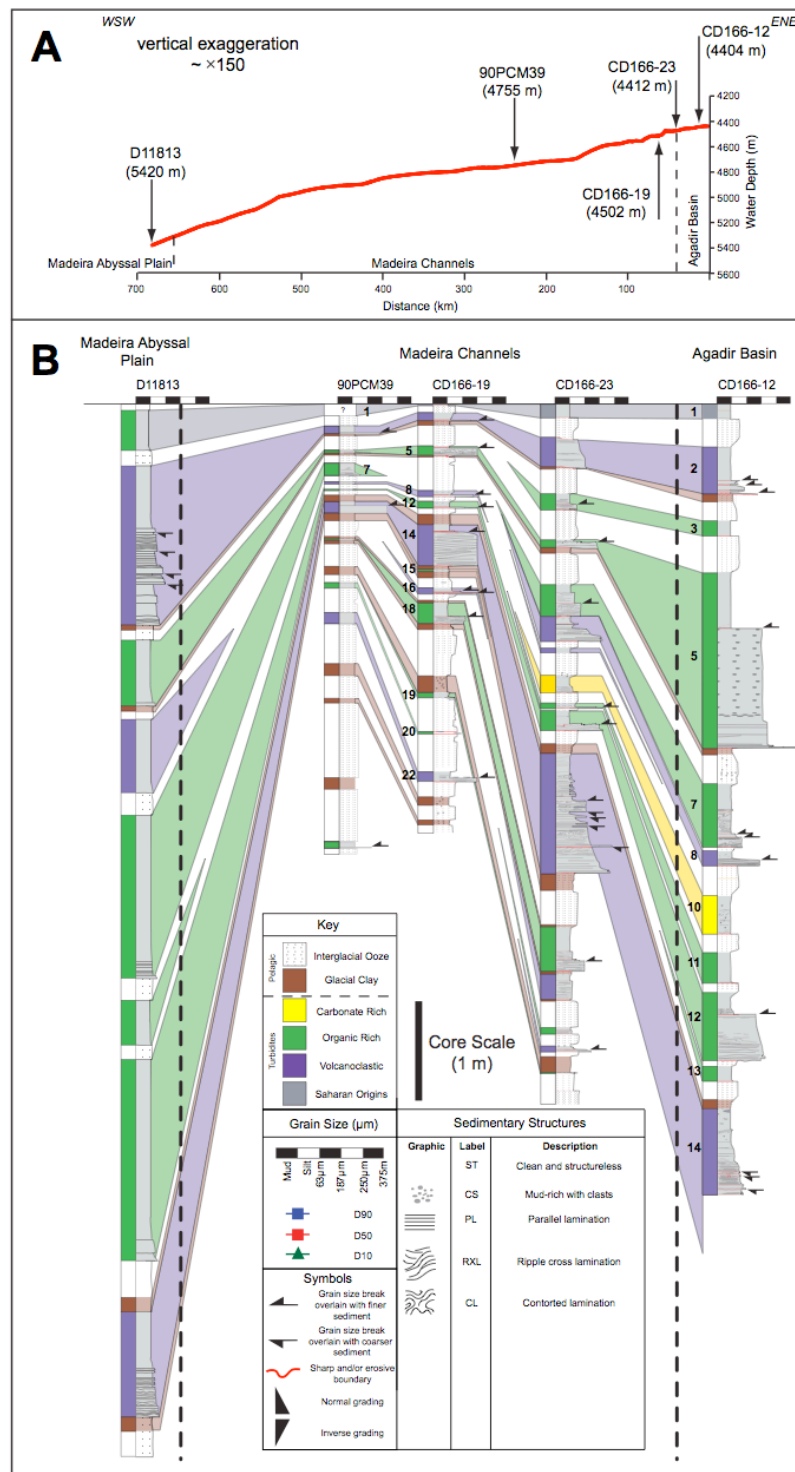 WSW
ENE
A
vertical exaggeration
~ ×150
CD166-12
(4404 m)
CD166-23
(4412 m)
90PCM39
(4755 m)
D11813
(5420 m)
CD166-19
(4502 m)
4200
4400
4600
4800
5000
5200
5400
5600
Water Depth (m)
Agadir Basin
Madeira Abyssal Plain
Madeira Channels
700
600
500
400
300
200
100
Distance (km)
B
Madeira Abyssal
Plain
Madeira Channels
Agadir Basin
D11813
90PCM39
CD166-19
CD166-23
CD166-12
?
1
5
7
8
12
14
15
16
18
19
20
22
1
2
3
5
7
8
10
11
12
13
14
Key
Pelagic
Interglacial Ooze
Glacial Clay
Turbidites
Carbonate Rich
Organic Rich
Volcanoclastic
Saharan Origins
Core Scale
(1 m)
Grain Size (µm)
Mud
Silt
63µm
187µm
250µm
375m
D90
D50
D10
Symbols
Grain size break
overlain with finer
sediment
Grain size break
overlain with coarser
sediment
Sharp and/or erosive
boundary
Normal grading
Inverse grading
Sedimentary Structures
Graphic Label Description
ST Clean and structureless
CS Mud-rich with clasts
PL Parallel lamination
RXL Ripple cross lamination
CL Contorted lamination